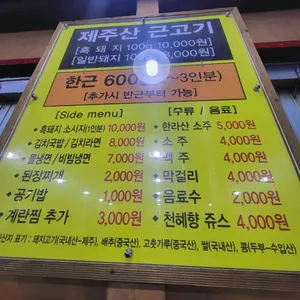 제주산 근고기
[흑 돼 지 100g 10,000원]
[일반돼지 100g
한근 600 ~3인분)
[추가시 반근부터 가능]
[Side menu]
• 흑돼지 소시지(1인분) 10,000원
• 김치국밥 / 김치라면 8,000원
• 물냉면 / 비빔냉면 7,000원
• 된장찌개 2,000원
• 공기밥 1,000원
• 계란찜 추가 3,000원
[주류 / 음료]
• 한라산 소주 5,000원
• 소 주 4,000원
• 맥 주 4,000원
• 막걸리 4,000원
• 음료수 2,000원
• 천혜향 쥬스 4,000원
산지 표기 : 돼지고기(국내산-제주), 배추(중국산), 고춧가루(중국산), 쌀(국내산), 콩(두부-수입산)